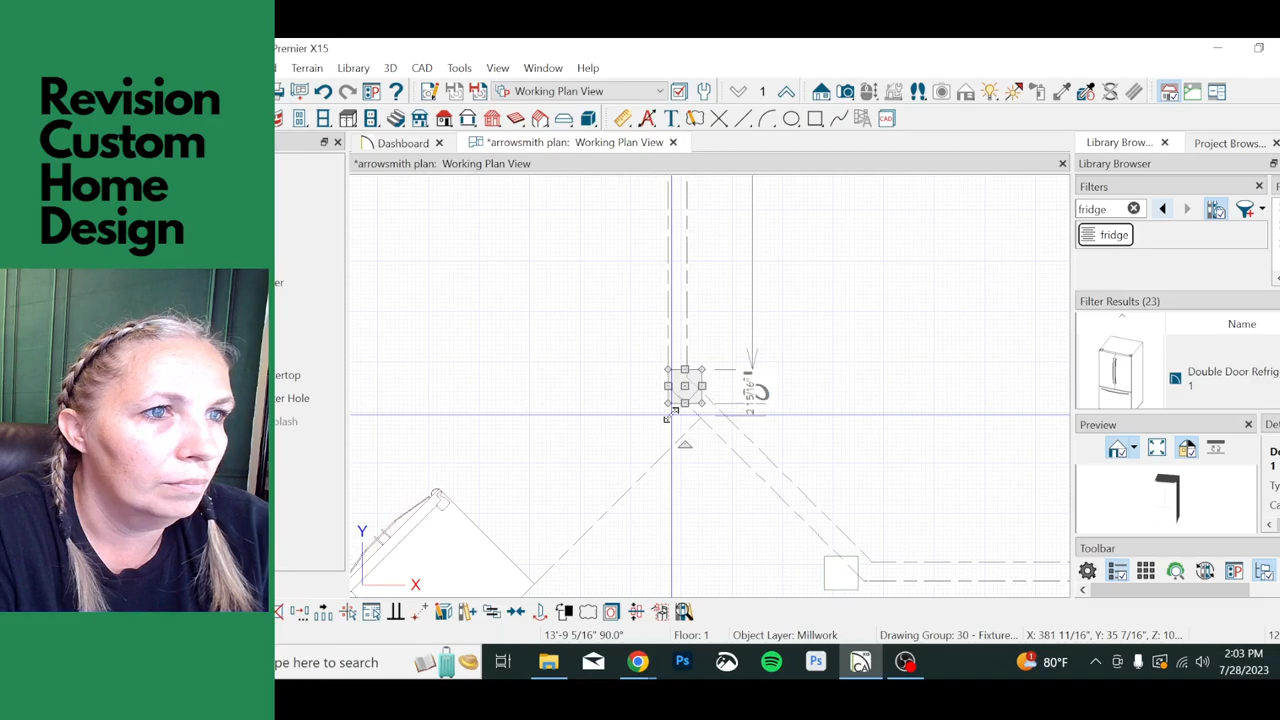 Revision
Custom
Home
Design
Premier X15
Terrain Library 3D CAD Tools View Window Help
Working Plan View 1
Dashboard *arrowsmith plan: Working Plan View Library Brow... Project Brows...
*arrowsmith plan: Working Plan View Library Browser
Filters
fridge
fridge
Filter Results (23)
Name
Double Door Refrig
1
Preview
1
Toolbar
Y
X
13'-9 5/16" 90.0° Floor: 1 Object Layer: Millwork Drawing Group: 30 - Fixture... X: 381 11/16", Y: 35 7/16", Z: 10...
pe here to search
80°F
2:03 PM
7/28/2023